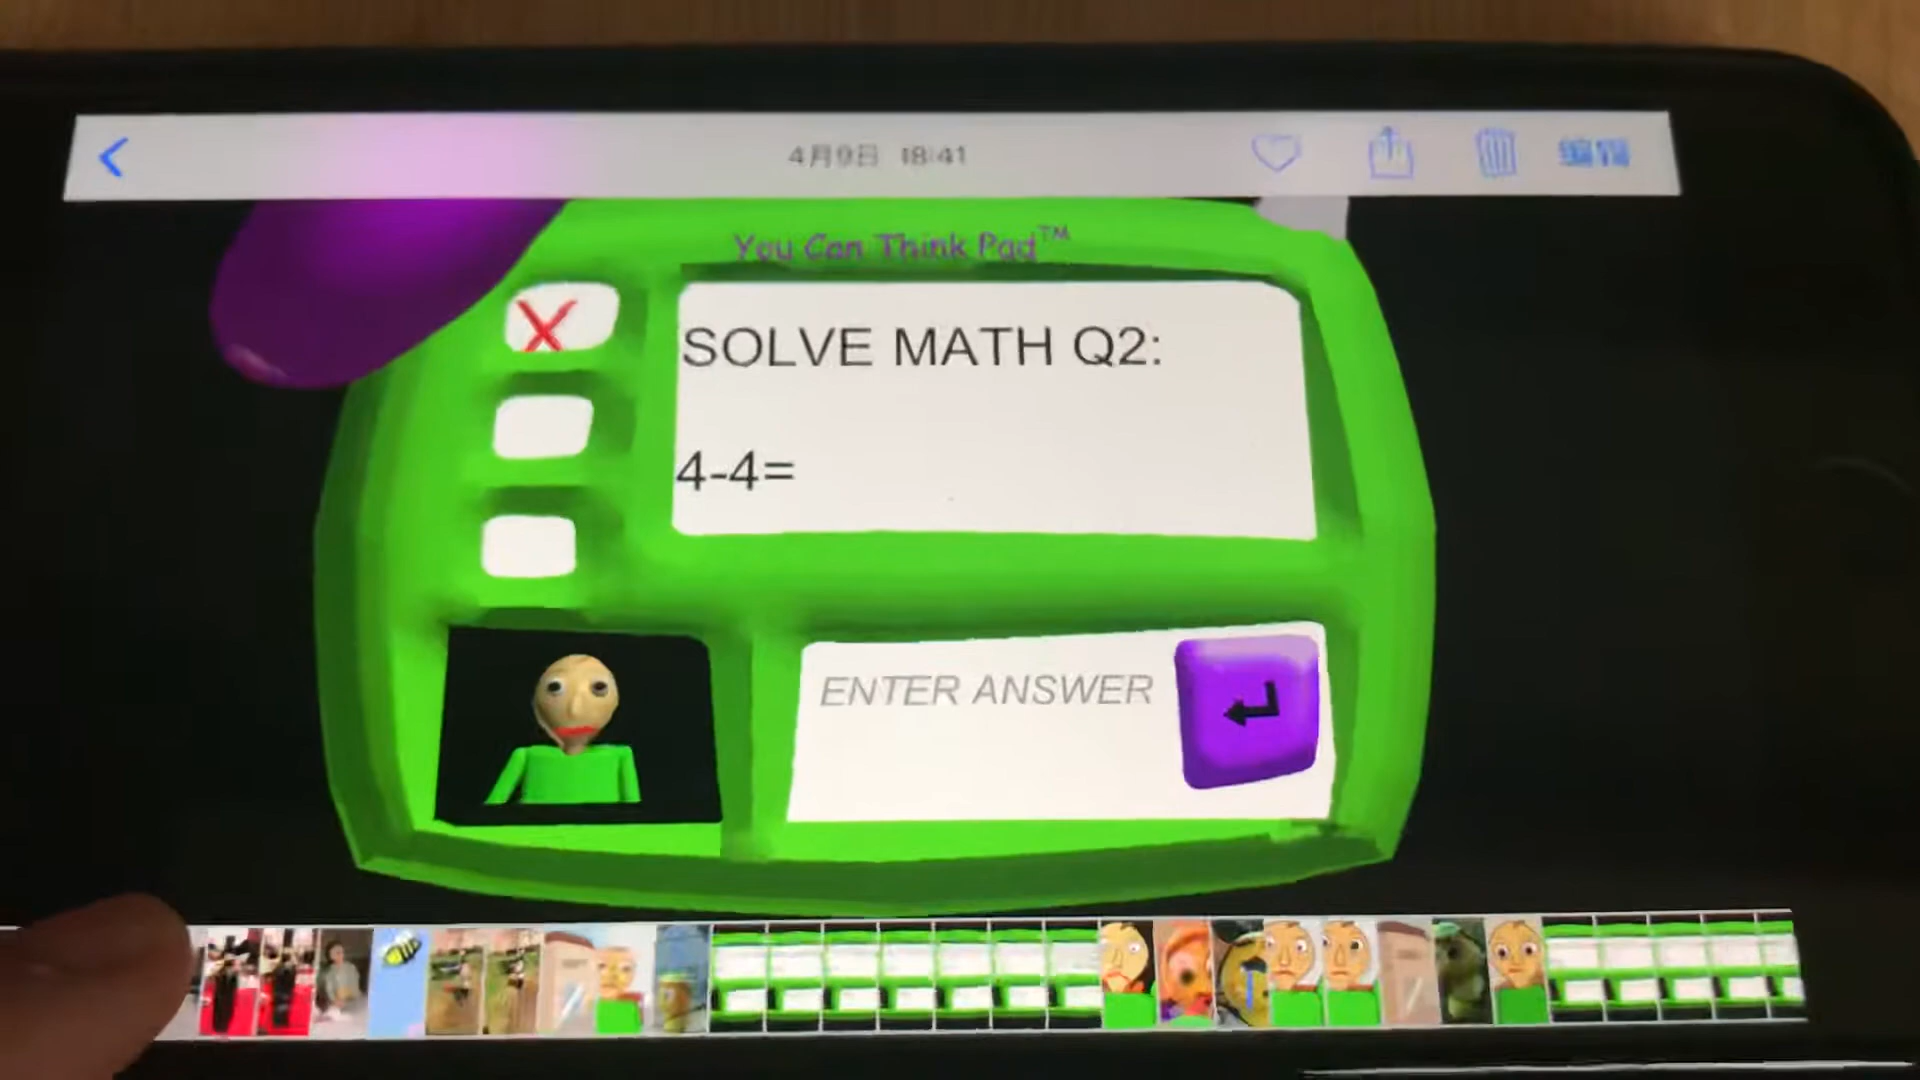 4月9日 18:41
编辑
You Can Think Pad™
SOLVE MATH Q2:
4-4=
ENTER ANSWER